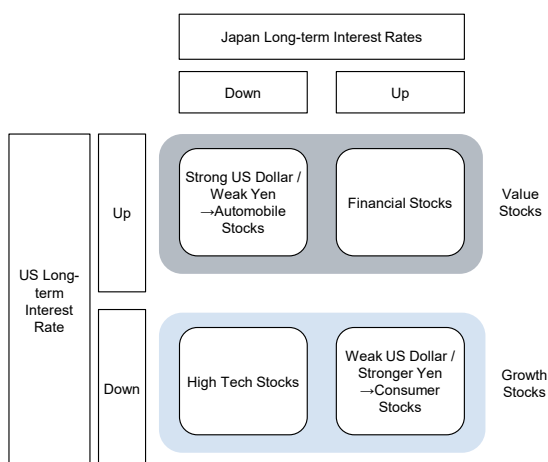 Japan Long-term Interest Rates
Down
Up
US Long-
term
Interest
Rate
Up
Strong US Dollar /
Weak Yen
→Automobile
Stocks
Financial Stocks
Value
Stocks
Down
High Tech Stocks
Weak US Dollar /
Stronger Yen
→Consumer
Stocks
Growth
Stocks